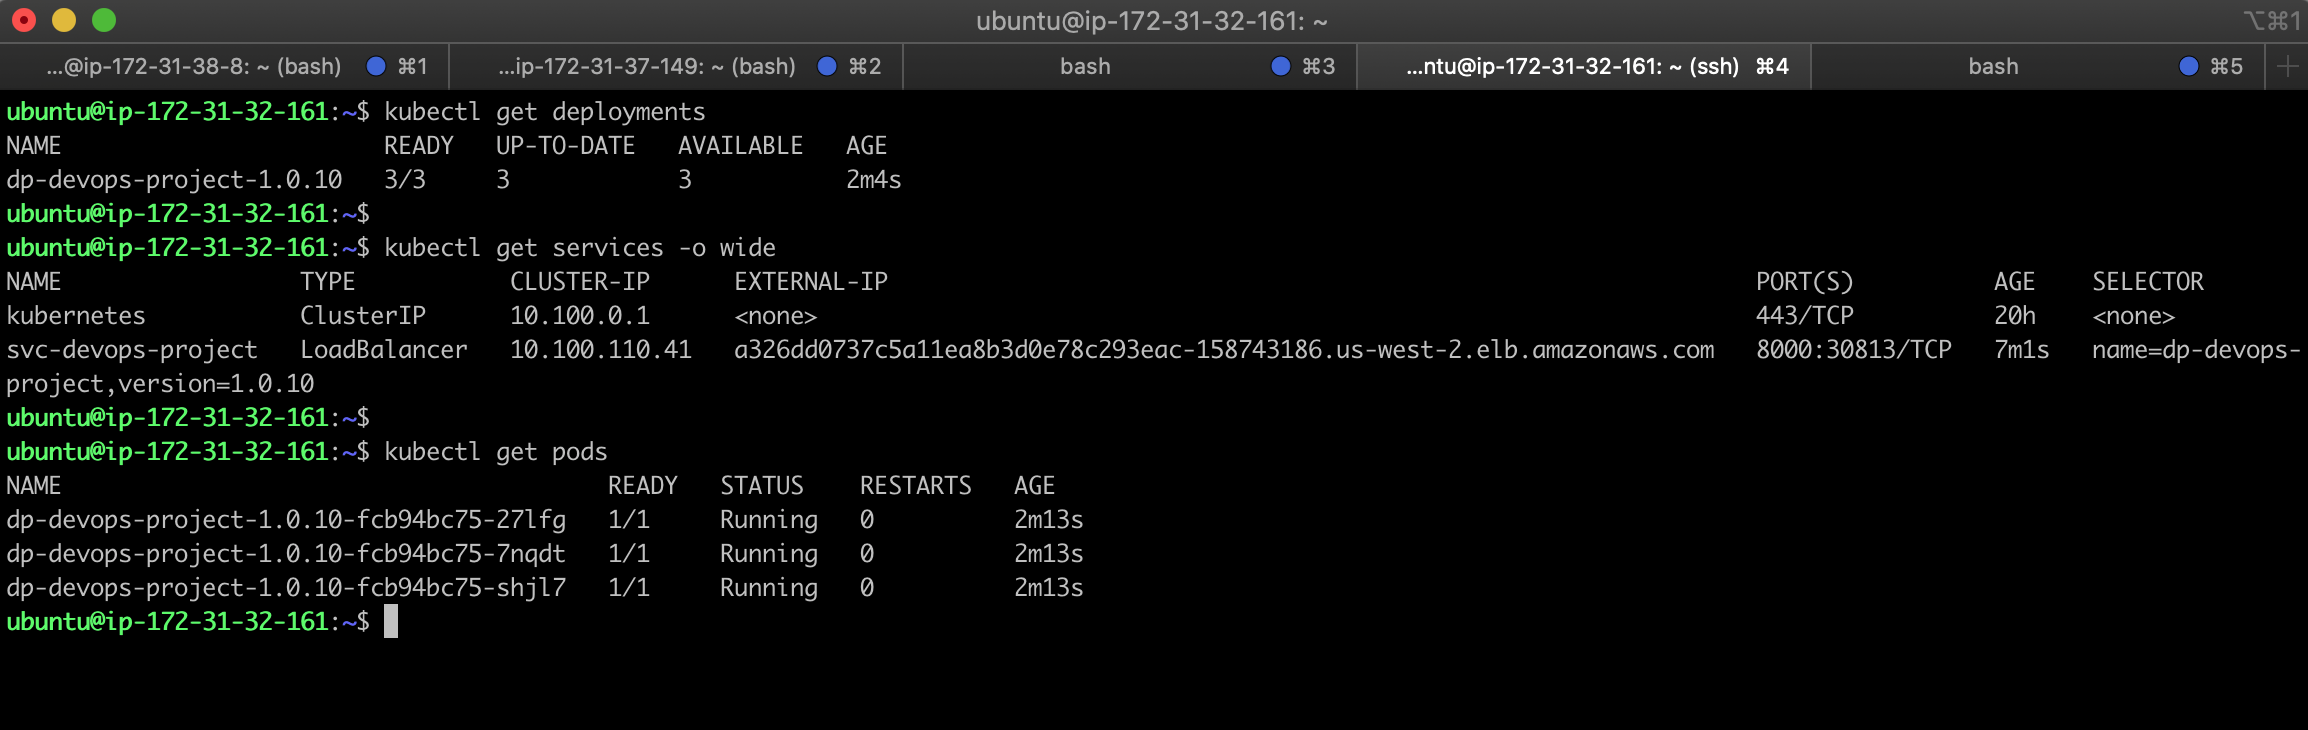 ubuntu@ip-172-31-32-161: ~
⌥⌘1
...@ip-172-31-38-8: ~ (bash) ⌘1
...ip-172-31-37-149: ~ (bash) ⌘2
bash ⌘3
...ntu@ip-172-31-32-161: ~ (ssh) ⌘4
bash ⌘5
ubuntu@ip-172-31-32-161:~$ kubectl get deployments
NAME                       READY   UP-TO-DATE   AVAILABLE   AGE
dp-devops-project-1.0.10   3/3     3            3           2m4s
ubuntu@ip-172-31-32-161:~$
ubuntu@ip-172-31-32-161:~$ kubectl get services -o wide
NAME                 TYPE           CLUSTER-IP      EXTERNAL-IP                                                              PORT(S)          AGE    SELECTOR
kubernetes           ClusterIP      10.100.0.1      <none>                                                                   443/TCP          20h    <none>
svc-devops-project   LoadBalancer   10.100.110.41   a326dd0737c5a11ea8b3d0e78c293eac-158743186.us-west-2.elb.amazonaws.com   8000:30813/TCP   7m1s   name=dp-devops-
project,version=1.0.10
ubuntu@ip-172-31-32-161:~$
ubuntu@ip-172-31-32-161:~$ kubectl get pods
NAME                                       READY   STATUS    RESTARTS   AGE
dp-devops-project-1.0.10-fcb94bc75-27lfg   1/1     Running   0          2m13s
dp-devops-project-1.0.10-fcb94bc75-7nqdt   1/1     Running   0          2m13s
dp-devops-project-1.0.10-fcb94bc75-shjl7   1/1     Running   0          2m13s
ubuntu@ip-172-31-32-161:~$